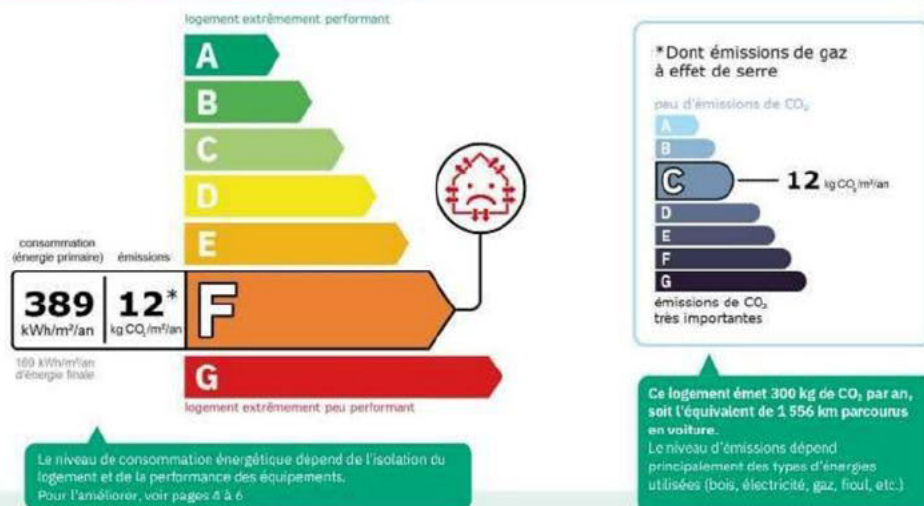 logement extrêmement performant
A
B
C
D
E
consommation
(énergie primaire)
émissions
389
kWh/m²/an
12*
kg CO₂/m²/an
F
169 kWh/m²/an
d'énergie finale
G
logement extrêmement peu performant
Le niveau de consommation énergétique dépend de l'isolation du
logement et de la performance des équipements.
Pour l'améliorer, voir pages 4 à 6
*Dont émissions de gaz
à effet de serre
peu d'émissions de CO₂
A
B
C
12 kg CO₂/m²/an
D
E
F
G
émissions de CO₂
très importantes
Ce logement émet 300 kg de CO₂ par an,
soit l'équivalent de 1 556 km parcourus
en voiture.
Le niveau d'émissions dépend
principalement des types d'énergies
utilisées (bois, électricité, gaz, fioul, etc.)